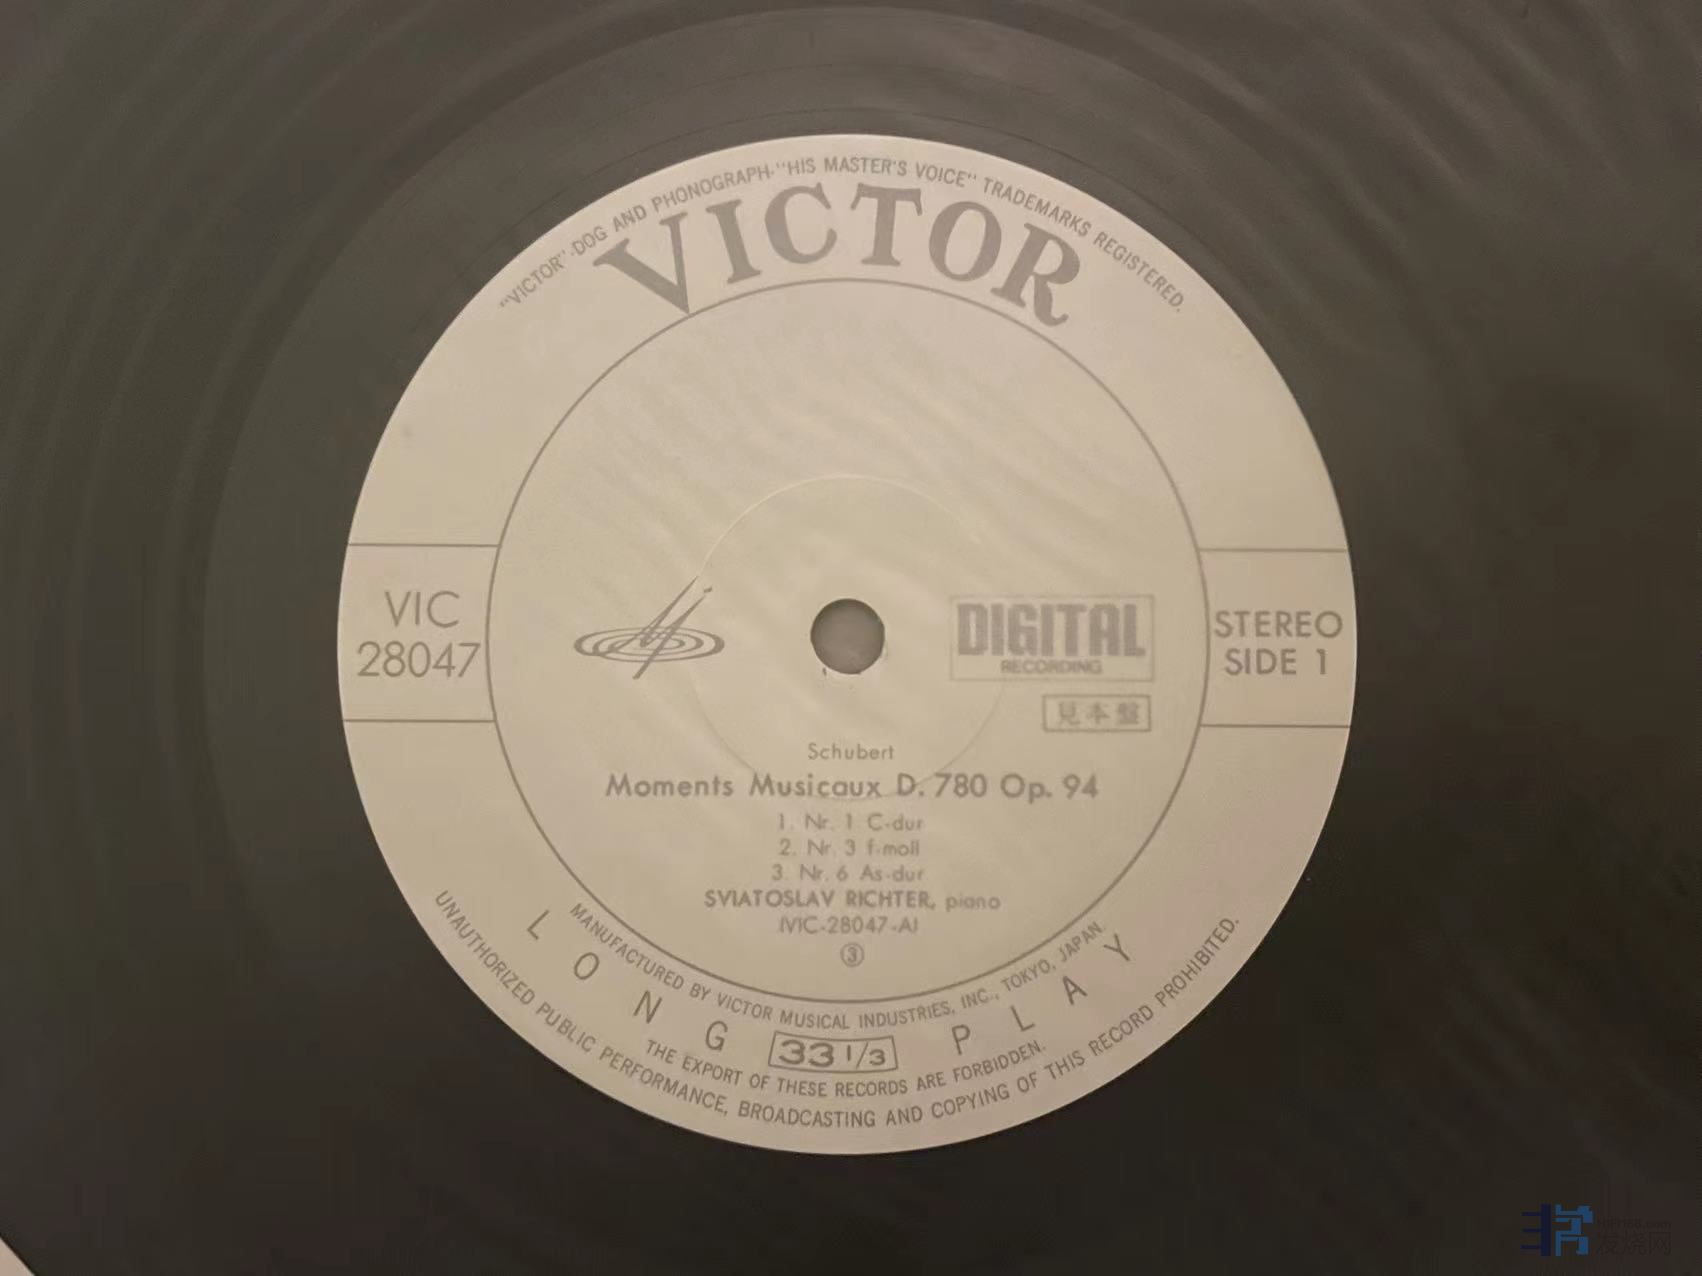 "VICTOR"-DOG AND PHONOGRAPH-"HIS MASTER'S VOICE" TRADEMARKS REGISTERED.
VICTOR
VIC
28047
DIGITAL
RECORDING
見本盤
STEREO
SIDE 1
Schubert
Moments Musicaux D. 780 Op. 94
1. Nr. 1 C-dur
2. Nr. 3 f-moll
3. Nr. 6 As-dur
SVIATOSLAV RICHTER, piano
(VIC-28047-A)
③
MANUFACTURED BY VICTOR MUSICAL INDUSTRIES, INC., TOKYO, JAPAN.
LONG 33 1/3 PLAY
THE EXPORT OF THESE RECORDS ARE FORBIDDEN.
UNAUTHORIZED PUBLIC PERFORMANCE, BROADCASTING AND COPYING OF THIS RECORD PROHIBITED.
发烧网